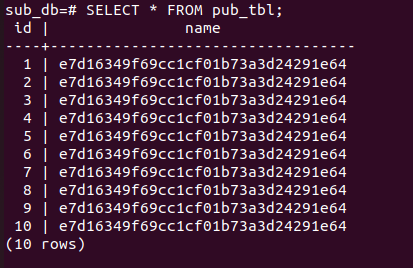 sub_db=# SELECT * FROM pub_tbl;
 id |               name
----+----------------------------------
  1 | e7d16349f69cc1cf01b73a3d24291e64
  2 | e7d16349f69cc1cf01b73a3d24291e64
  3 | e7d16349f69cc1cf01b73a3d24291e64
  4 | e7d16349f69cc1cf01b73a3d24291e64
  5 | e7d16349f69cc1cf01b73a3d24291e64
  6 | e7d16349f69cc1cf01b73a3d24291e64
  7 | e7d16349f69cc1cf01b73a3d24291e64
  8 | e7d16349f69cc1cf01b73a3d24291e64
  9 | e7d16349f69cc1cf01b73a3d24291e64
 10 | e7d16349f69cc1cf01b73a3d24291e64
(10 rows)